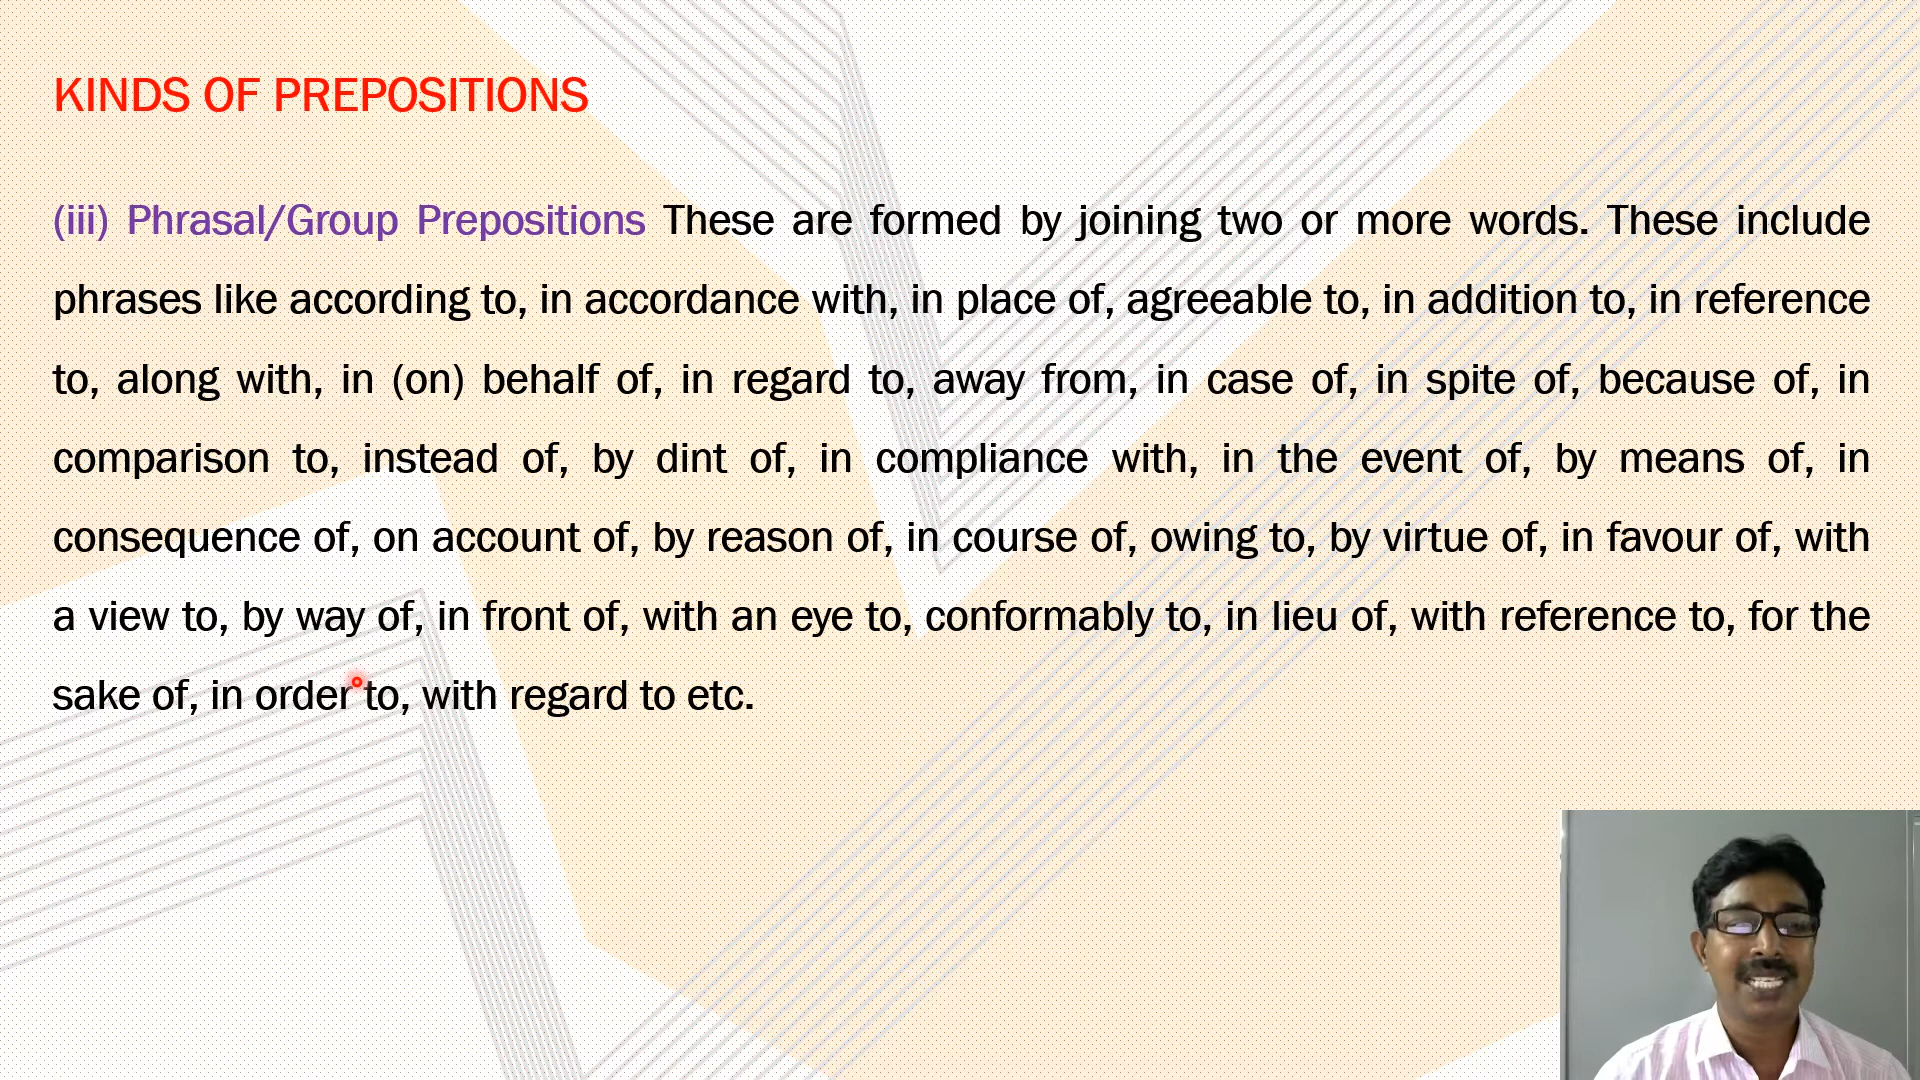 KINDS OF PREPOSITIONS
(iii) Phrasal/Group Prepositions These are formed by joining two or more words. These include
phrases like according to, in accordance with, in place of, agreeable to, in addition to, in reference
to, along with, in (on) behalf of, in regard to, away from, in case of, in spite of, because of, in
comparison to, instead of, by dint of, in compliance with, in the event of, by means of, in
consequence of, on account of, by reason of, in course of, owing to, by virtue of, in favour of, with
a view to, by way of, in front of, with an eye to, conformably to, in lieu of, with reference to, for the
sake of, in order to, with regard to etc.